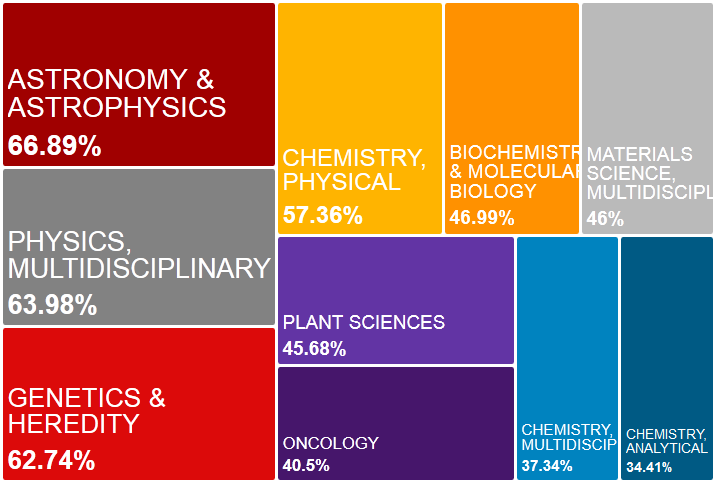 ASTRONOMY &
ASTROPHYSICS
66.89%
PHYSICS,
MULTIDISCIPLINARY
63.98%
GENETICS &
HEREDITY
62.74%
CHEMISTRY,
PHYSICAL
57.36%
BIOCHEMISTR
& MOLECULAR
BIOLOGY
46.99%
MATERIALS
SCIENCE,
MULTIDISCIPL
46%
PLANT SCIENCES
45.68%
ONCOLOGY
40.5%
CHEMISTRY,
MULTIDISCIP
37.34%
CHEMISTRY,
ANALYTICAL
34.41%